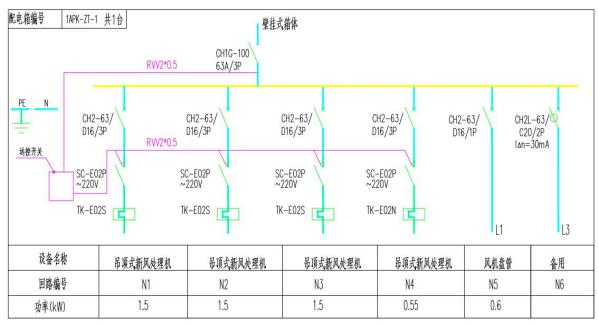 配电箱编号 1APK-ZT-1 共1台
壁挂式箱体
CH1G-100
63A/3P
RVV2*0.5
PE N
远控开关
CH2-63/
D16/3P
CH2-63/
D16/3P
CH2-63/
D16/3P
CH2-63/
D16/3P
CH2-63/
D16/1P
CH2L-63/
C20/2P
Ian=30mA
RVV2*0.5
SC-E02P
~220V
SC-E02P
~220V
SC-E02P
~220V
SC-E02P
~220V
TK-E02S
TK-E02S
TK-E02S
TK-E02N
L1
L3
设备名称 吊顶式新风处理机 吊顶式新风处理机 吊顶式新风处理机 吊顶式新风处理机 风机盘管 备用
回路编号 N1 N2 N3 N4 N5 N6
功率(kW) 1.5 1.5 1.5 0.55 0.6